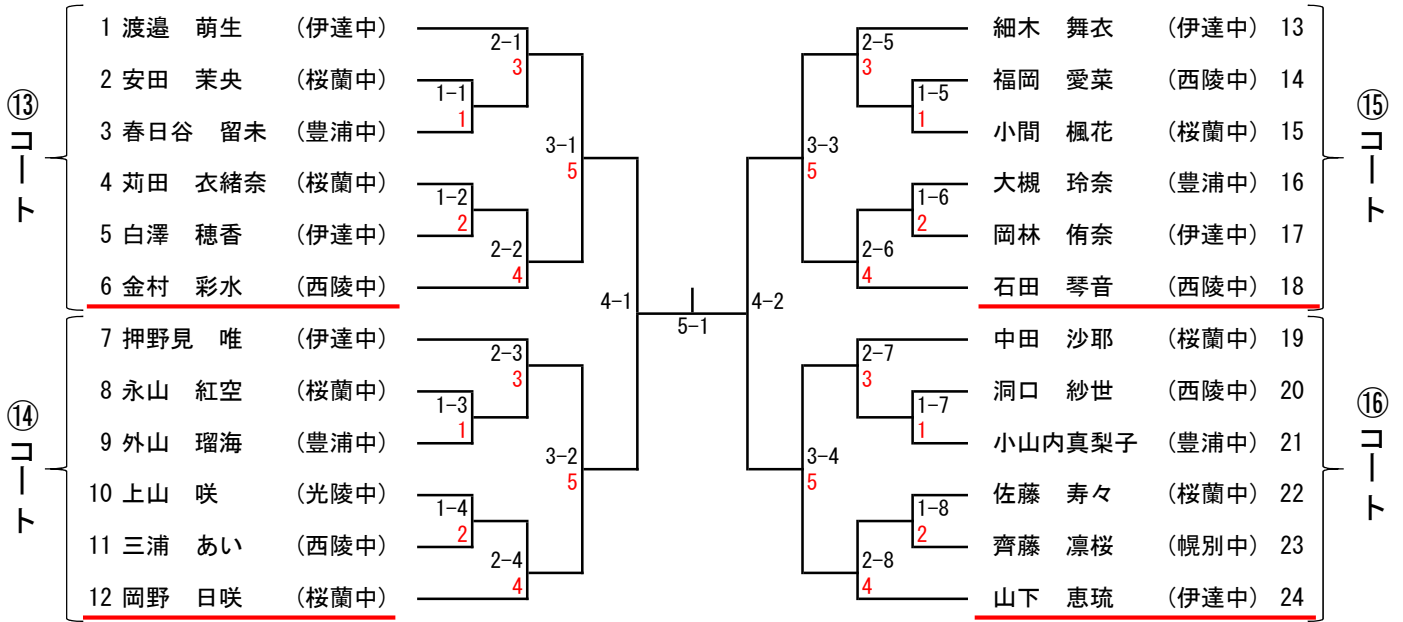 ⑬コート
1 渡邉 萌生 (伊達中)
2 安田 茉央 (桜蘭中)
3 春日谷 留未 (豊浦中)
4 苅田 衣緒奈 (桜蘭中)
5 白澤 穂香 (伊達中)
6 金村 彩水 (西陵中)
⑭コート
7 押野見 唯 (伊達中)
8 永山 紅空 (桜蘭中)
9 外山 瑠海 (豊浦中)
10 上山 咲 (光陵中)
11 三浦 あい (西陵中)
12 岡野 日咲 (桜蘭中)
2-1
3
1-1
1
3-1
5
1-2
2
2-2
4
4-1
2-3
3
1-3
1
3-2
5
1-4
2
2-4
4
5-1
4-2
2-5
3
1-5
1
3-3
5
1-6
2
2-6
4
2-7
3
1-7
1
3-4
5
1-8
2
2-8
4
細木 舞衣 (伊達中) 13
福岡 愛菜 (西陵中) 14
小間 楓花 (桜蘭中) 15
大槻 玲奈 (豊浦中) 16
岡林 侑奈 (伊達中) 17
石田 琴音 (西陵中) 18
⑮コート
中田 沙耶 (桜蘭中) 19
洞口 紗世 (西陵中) 20
小山内真梨子 (豊浦中) 21
佐藤 寿々 (桜蘭中) 22
齊藤 凛桜 (幌別中) 23
山下 恵琉 (伊達中) 24
⑯コート